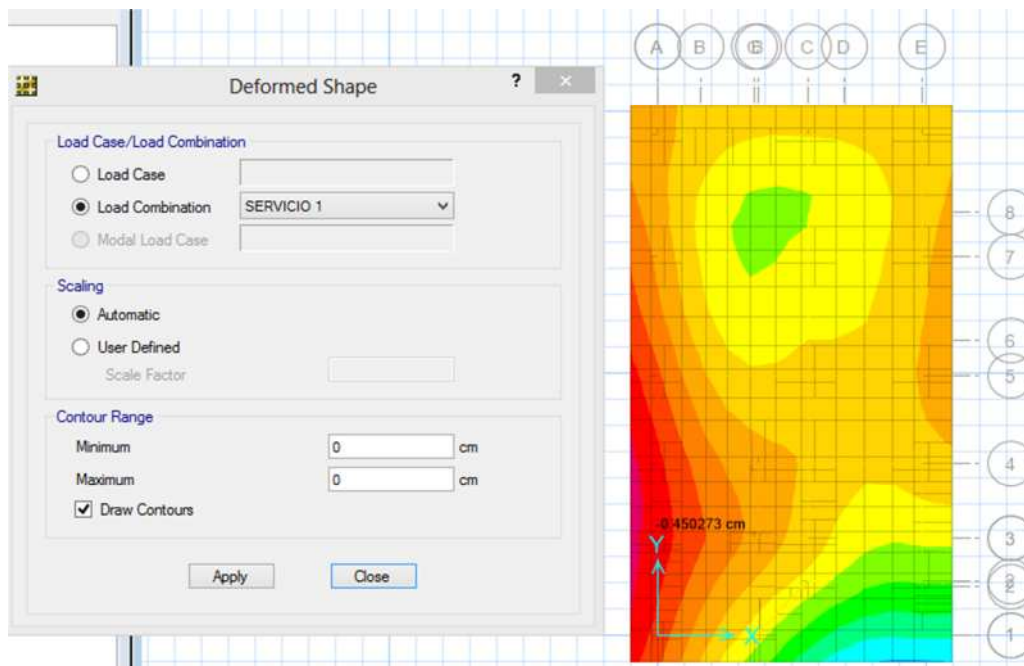 Deformed Shape
?
×
Load Case/Load Combination
Load Case
Load Combination
SERVICIO 1
Modal Load Case
Scaling
Automatic
User Defined
Scale Factor
Contour Range
Minimum
0
cm
Maximum
0
cm
Draw Contours
Apply
Close
A
B
C
D
E
8
7
6
5
4
3
2
1
-0.450273 cm
Y
X